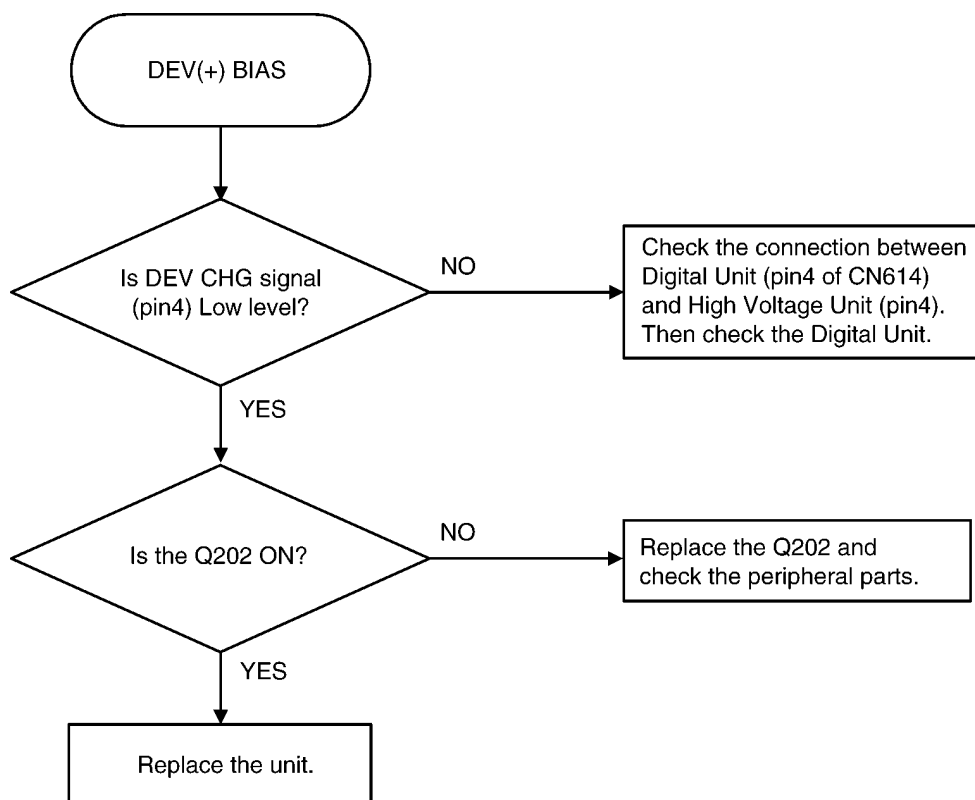 DEV(+) BIAS
Is DEV CHG signal
(pin4) Low level?
NO
Check the connection between
Digital Unit (pin4 of CN614)
and High Voltage Unit (pin4).
Then check the Digital Unit.
YES
Is the Q202 ON?
NO
Replace the Q202 and
check the peripheral parts.
YES
Replace the unit.